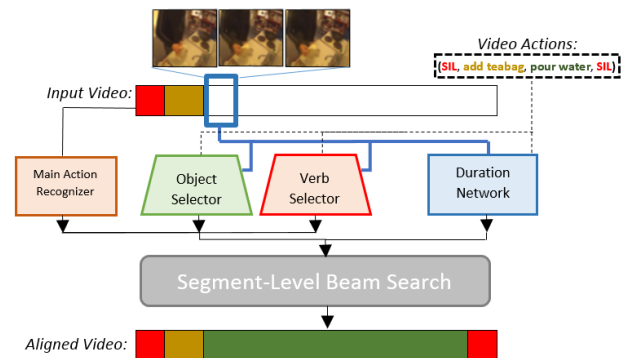 Video Actions:
(SIL, add teabag, pour water, SIL)
Input Video:
Main Action
Recognizer
Object
Selector
Verb
Selector
Duration
Network
Segment-Level Beam Search
Aligned Video: